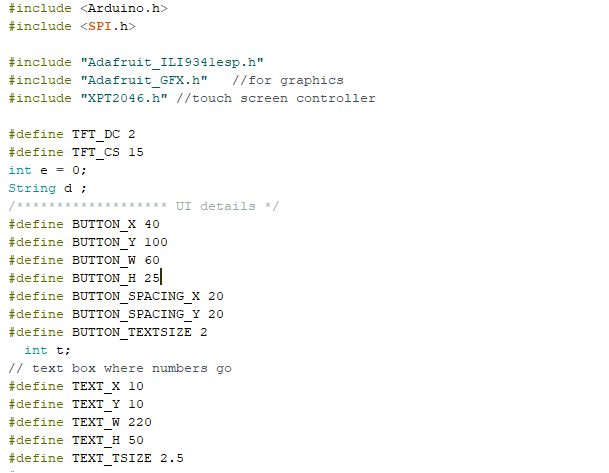 #include <Arduino.h>
#include <SPI.h>
#include "Adafruit_ILI9341esp.h"
#include "Adafruit_GFX.h"   //for graphics
#include "XPT2046.h" //touch screen controller
#define TFT_DC 2
#define TFT_CS 15
int e = 0;
String d ;
/******************* UI details */
#define BUTTON_X 40
#define BUTTON_Y 100
#define BUTTON_W 60
#define BUTTON_H 25
#define BUTTON_SPACING_X 20
#define BUTTON_SPACING_Y 20
#define BUTTON_TEXTSIZE 2
  int t;
// text box where numbers go
#define TEXT_X 10
#define TEXT_Y 10
#define TEXT_W 220
#define TEXT_H 50
#define TEXT_TSIZE 2.5